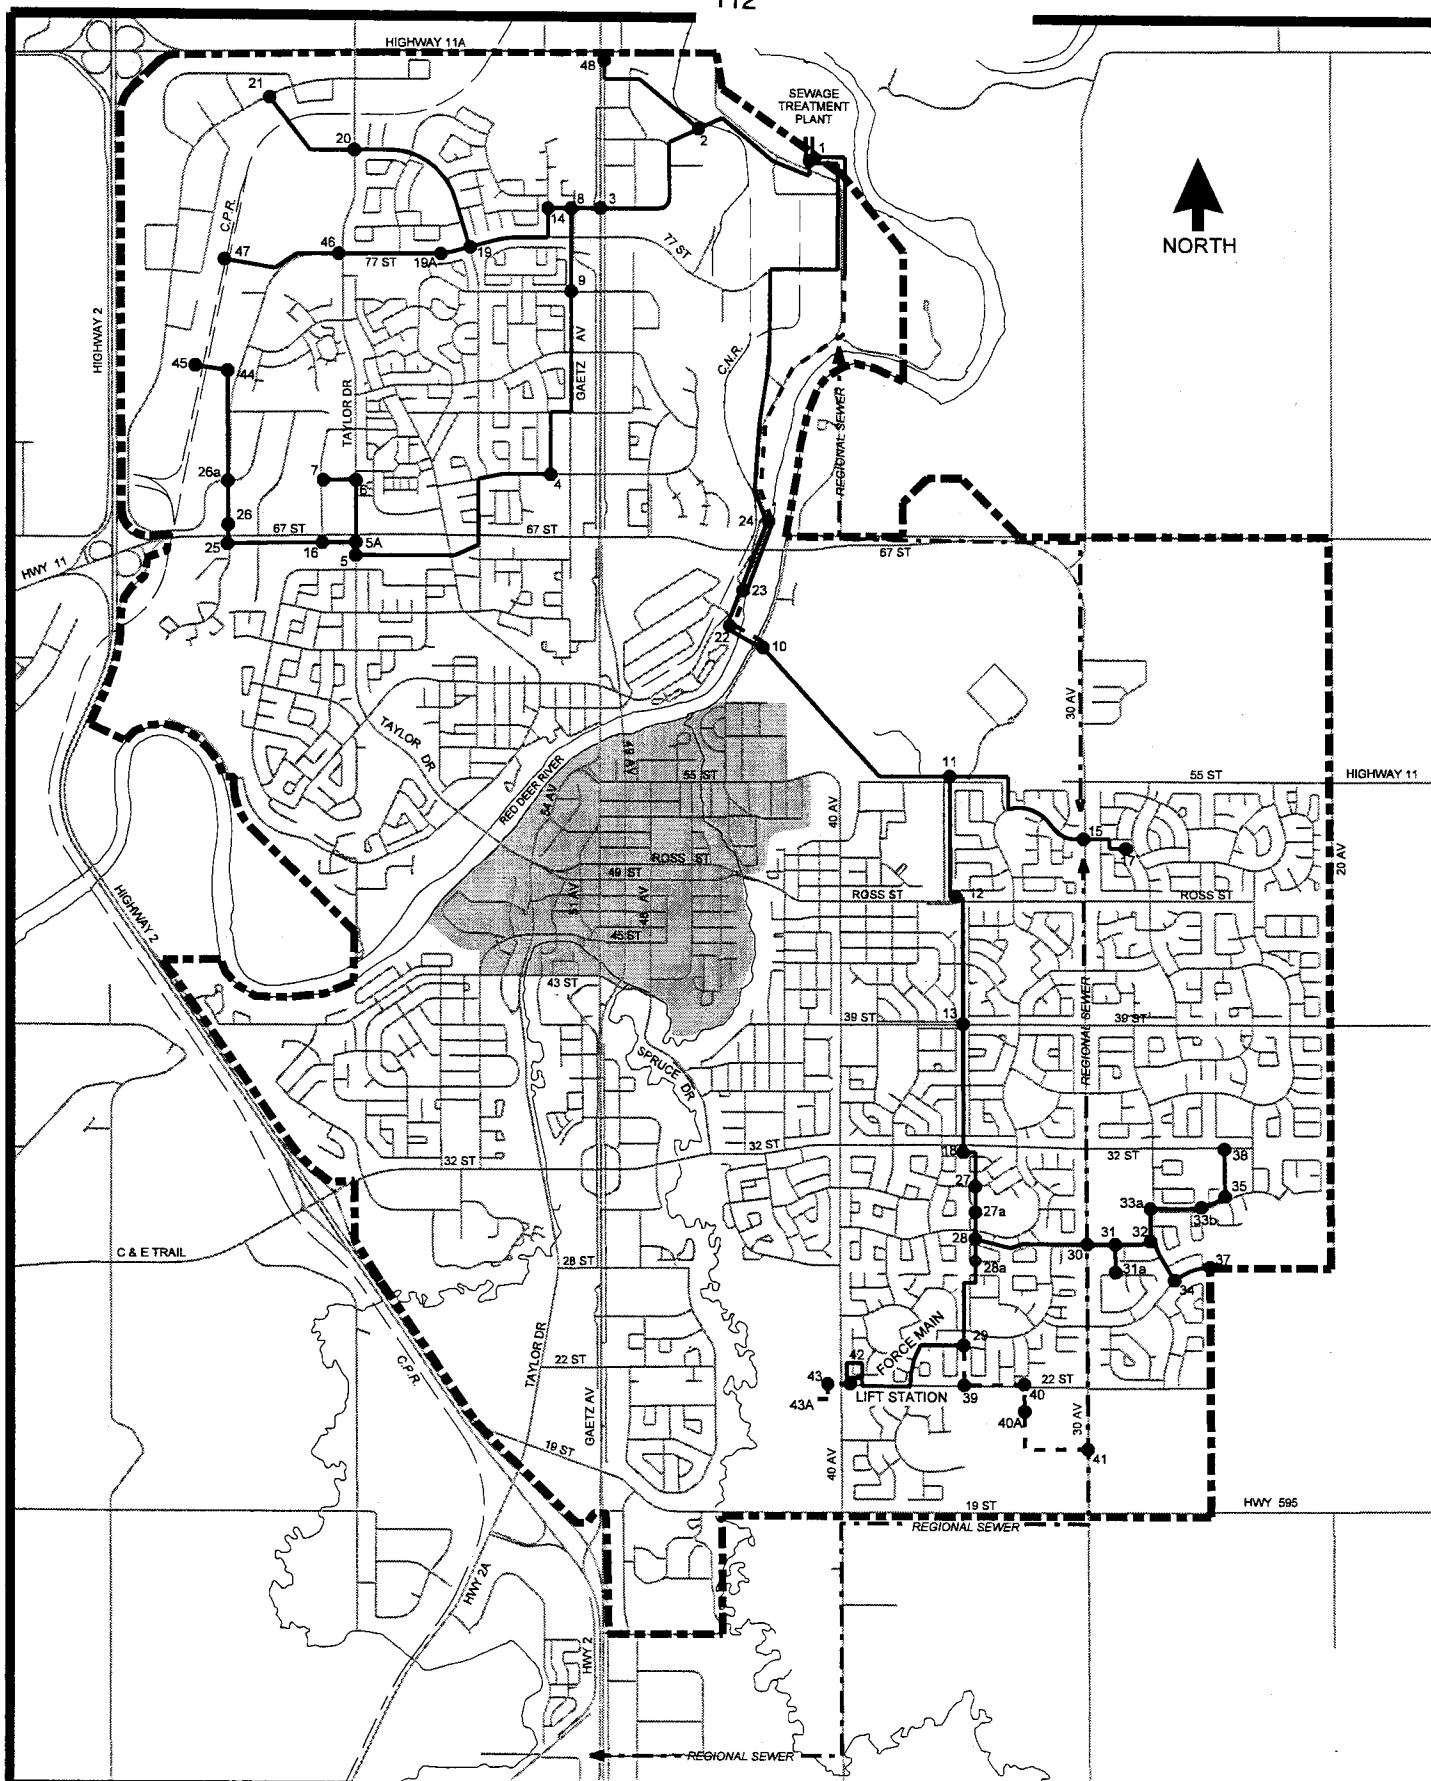 112
HIGHWAY 11A
48
21
SEWAGE
TREATMENT
PLANT
2
1
20
14
8
3
C.P.R.
NORTH
47
46
77 ST
19A
19
77 ST
9
HIGHWAY 2
GAETZ AV
C.N.R.
45
44
TAYLOR DR
REGIONAL SEWER
26a
7
6
4
26
24
67 ST
67 ST
25
16
5A
5
67 ST
HWY 11
23
22
10
30 AV
TAYLOR DR
RED DEER RIVER
49 AV
54 AV
55 ST
11
55 ST
HIGHWAY 11
40 AV
15
17
ROSS ST
49 ST
20 AV
51 AV
48 AV
ROSS ST
12
ROSS ST
HIGHWAY 2
45 ST
43 ST
REGIONAL SEWER
39 ST
13
39 ST
SPRUCE DR
32 ST
32 ST
18
38
27
35
33a
33b
27a
C & E TRAIL
28
30
31
32
28 ST
28a
31a
37
34
TAYLOR DR
FORCE MAIN
29
C.P.R.
22 ST
42
43
22 ST
43A
LIFT STATION
39
40
40A
GAETZ AV
30 AV
19 ST
40 AV
41
19 ST
HWY 595
REGIONAL SEWER
HWY 2A
HWY 2
REGIONAL SEWER